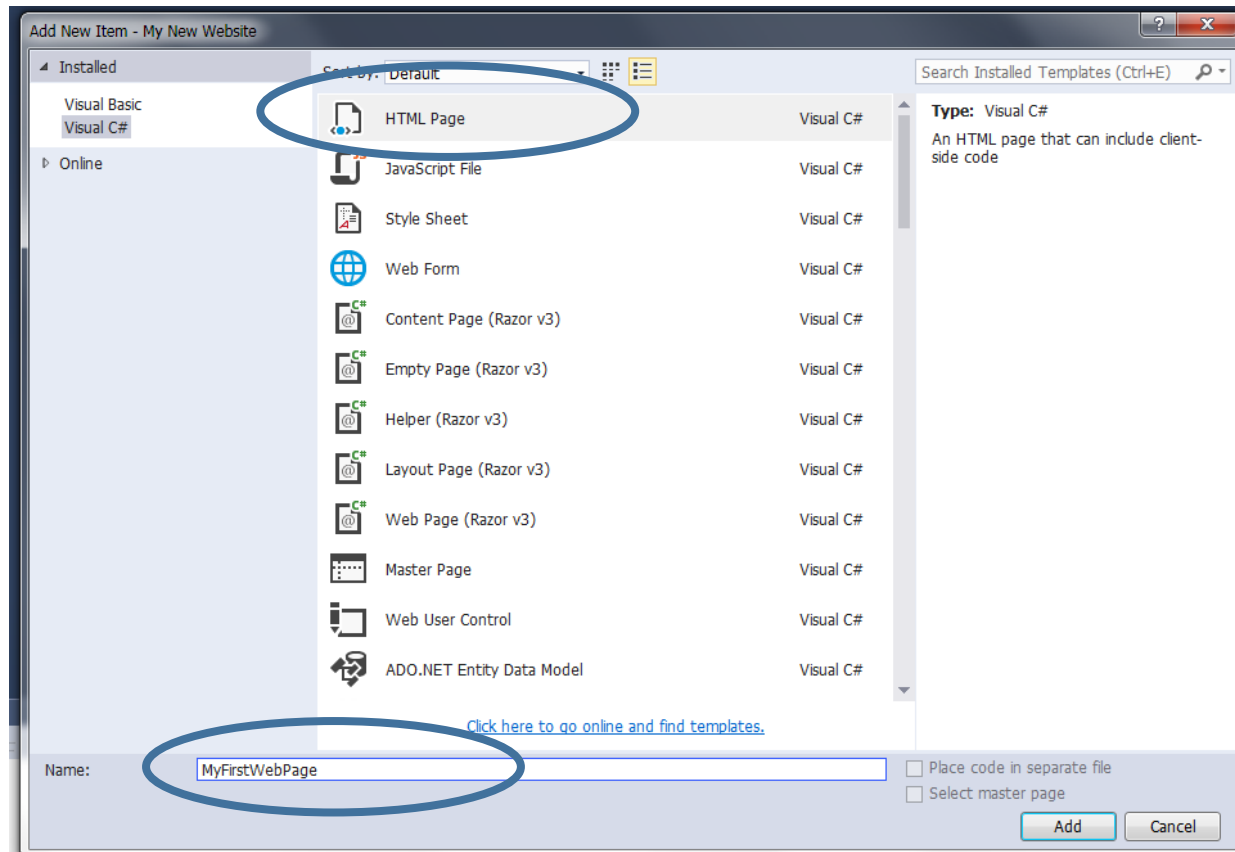 Add New Item - My New Website
?
X
Installed
Visual Basic
Visual C#
Online
Sort by: Default
Search Installed Templates (Ctrl+E)
HTML Page Visual C#
JS
JavaScript File Visual C#
Style Sheet Visual C#
Web Form Visual C#
C#
@
Content Page (Razor v3) Visual C#
C#
@
Empty Page (Razor v3) Visual C#
C#
@
Helper (Razor v3) Visual C#
C#
@
Layout Page (Razor v3) Visual C#
C#
@
Web Page (Razor v3) Visual C#
Master Page Visual C#
Web User Control Visual C#
ADO.NET Entity Data Model Visual C#
Click here to go online and find templates.
Type: Visual C#
An HTML page that can include client-
side code
Name: MyFirstWebPage
Place code in separate file
Select master page
Add Cancel